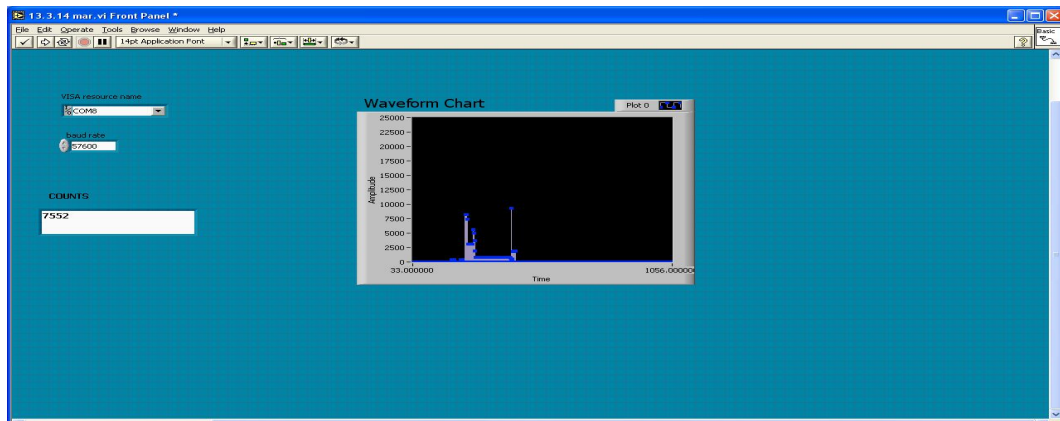 13.3.14 mar.vi Front Panel *
File Edit Operate Tools Browse Window Help
14pt Application Font
Basic
VISA resource name
COM8
baud rate
57600
COUNTS
7552
Waveform Chart
Plot 0
25000
22500
20000
17500
15000
12500
10000
7500
5000
2500
0
Amplitude
33.000000
1056.00000
Time